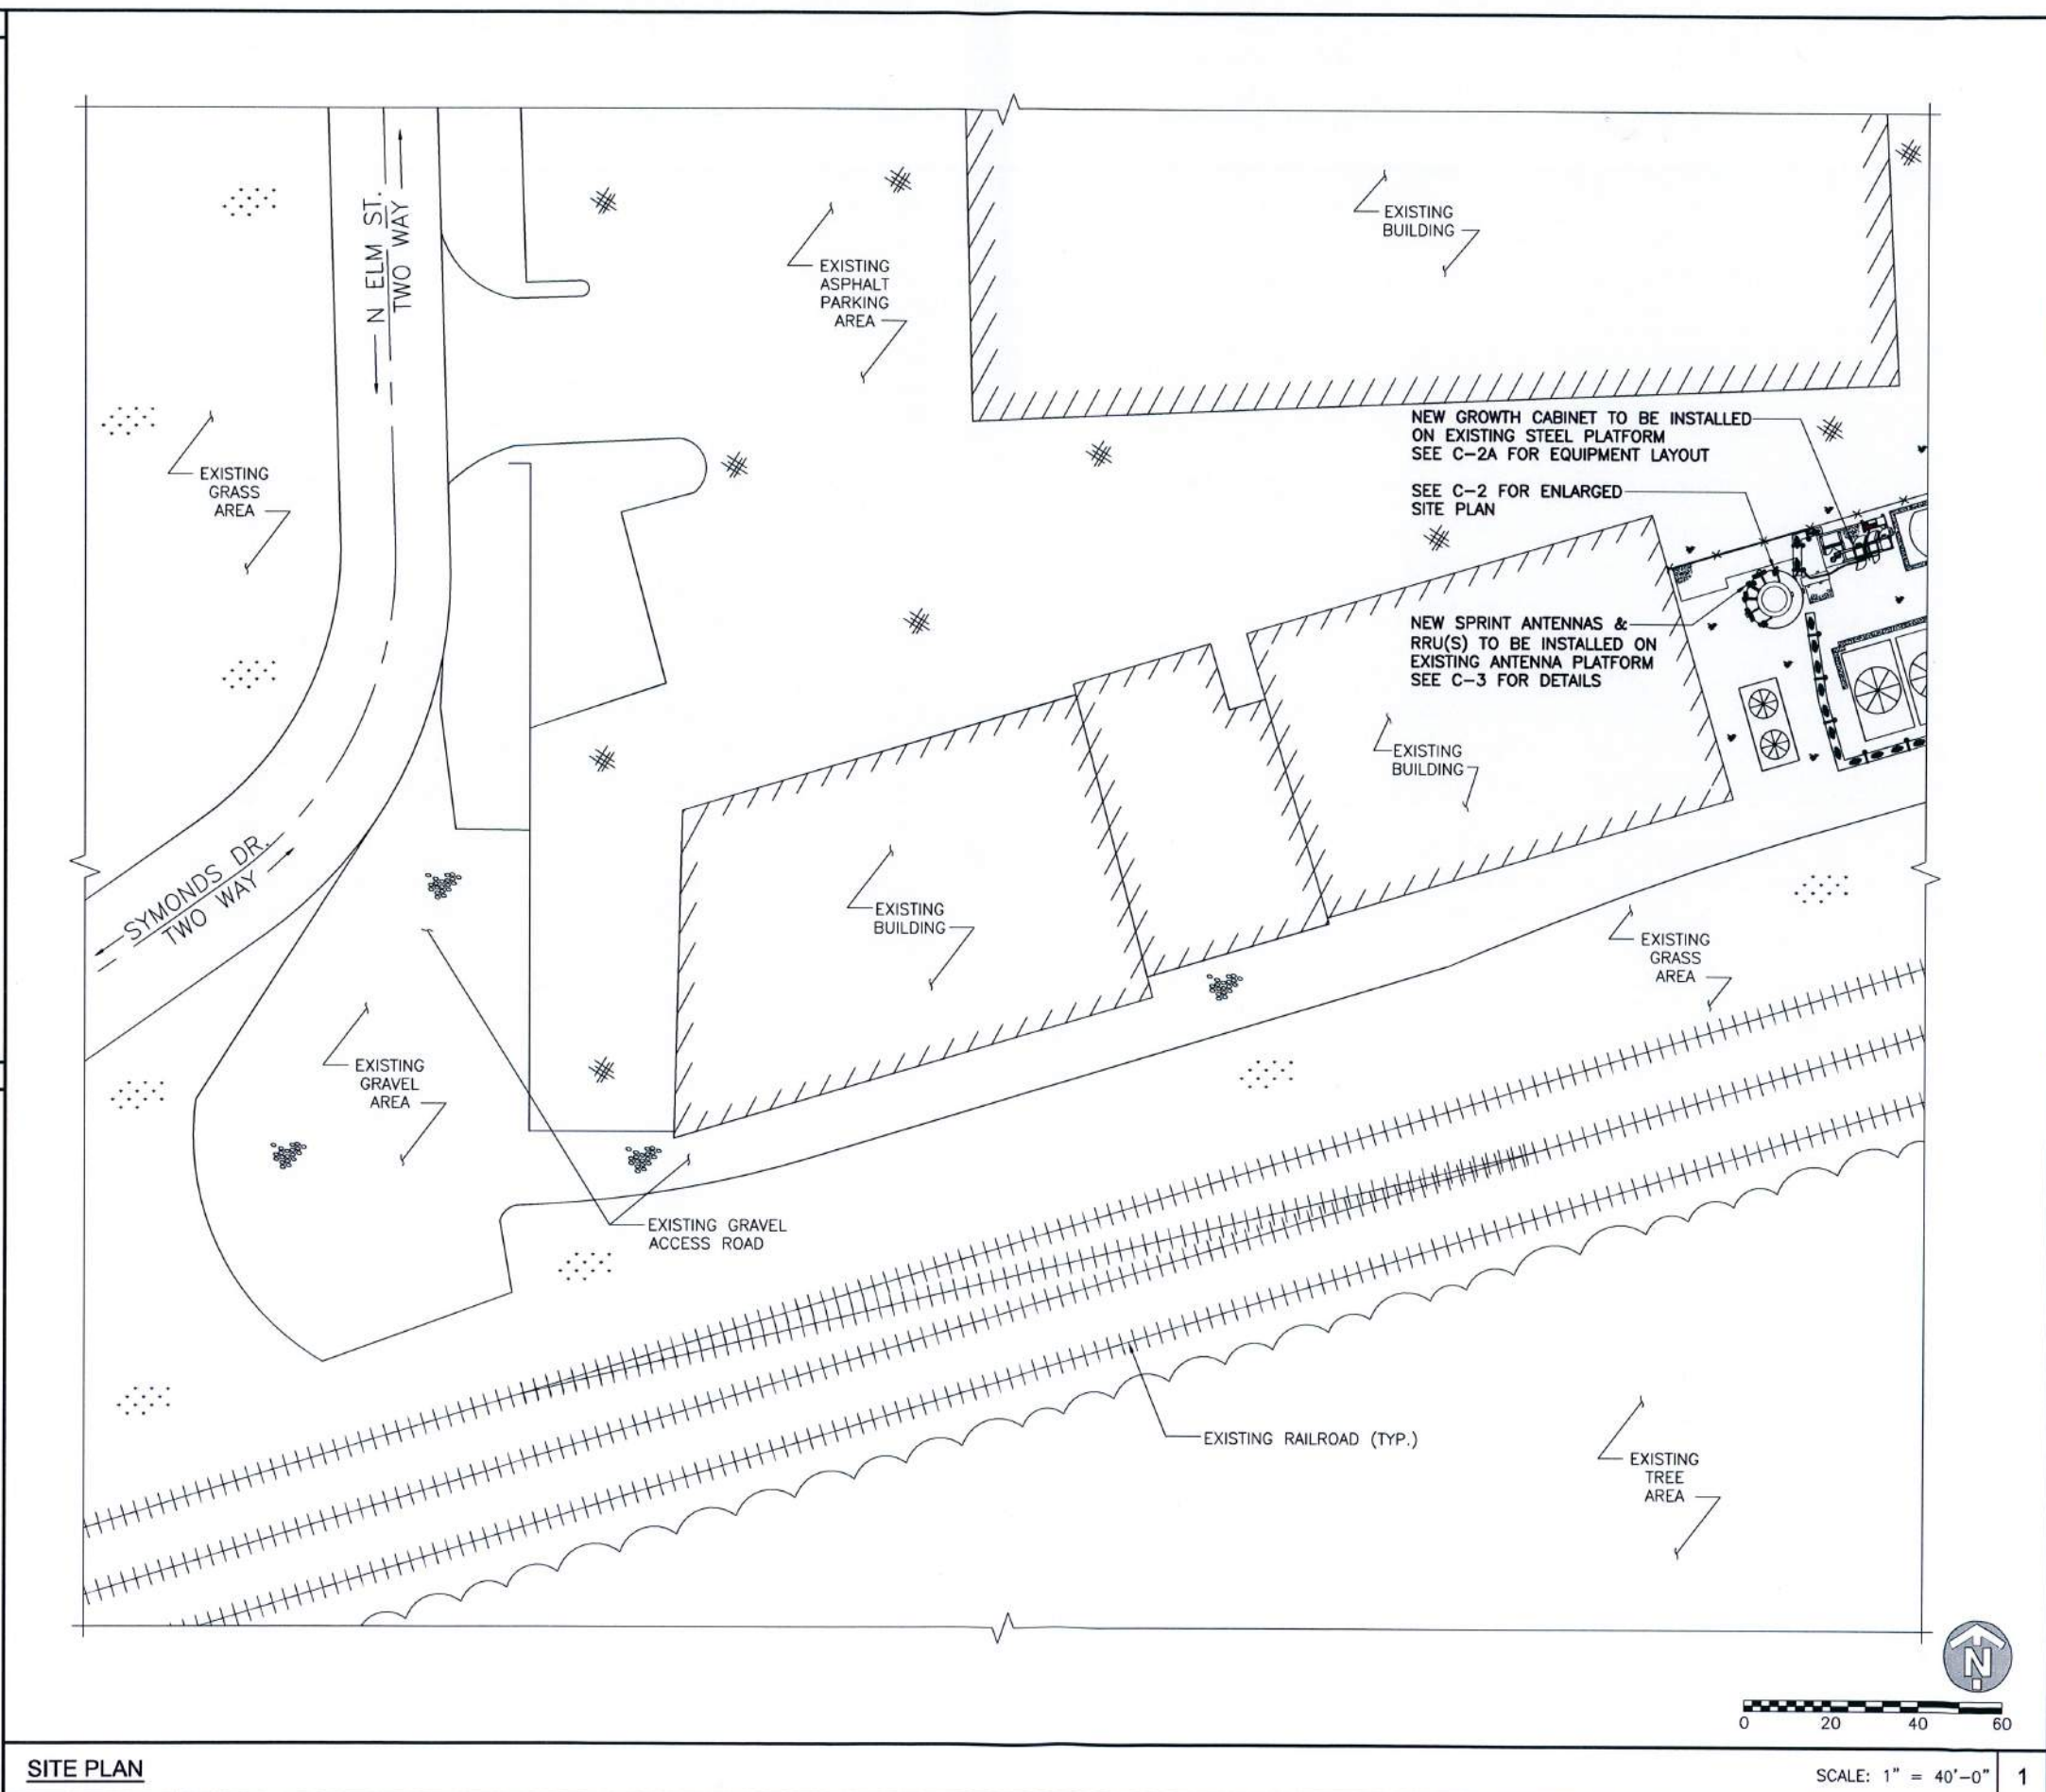 N ELM ST.
TWO WAY
EXISTING
BUILDING
EXISTING
ASPHALT
PARKING
AREA
NEW GROWTH CABINET TO BE INSTALLED
ON EXISTING STEEL PLATFORM
SEE C-2A FOR EQUIPMENT LAYOUT
EXISTING
GRASS
AREA
SEE C-2 FOR ENLARGED
SITE PLAN
NEW SPRINT ANTENNAS &
RRU(S) TO BE INSTALLED ON
EXISTING ANTENNA PLATFORM
SEE C-3 FOR DETAILS
EXISTING
BUILDING
SYMONDS DR.
TWO WAY
EXISTING
BUILDING
EXISTING
GRASS
AREA
EXISTING
GRAVEL
AREA
EXISTING GRAVEL
ACCESS ROAD
EXISTING RAILROAD (TYP.)
EXISTING
TREE
AREA
N
0 20 40 60
SITE PLAN
SCALE: 1" = 40'-0"
1